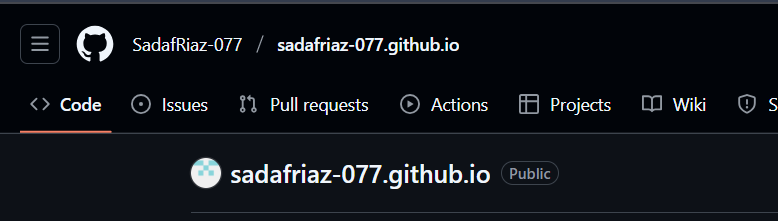 SadafRiaz-077 / sadafriaz-077.github.io
Code Issues Pull requests Actions Projects Wiki S
sadafriaz-077.github.io Public